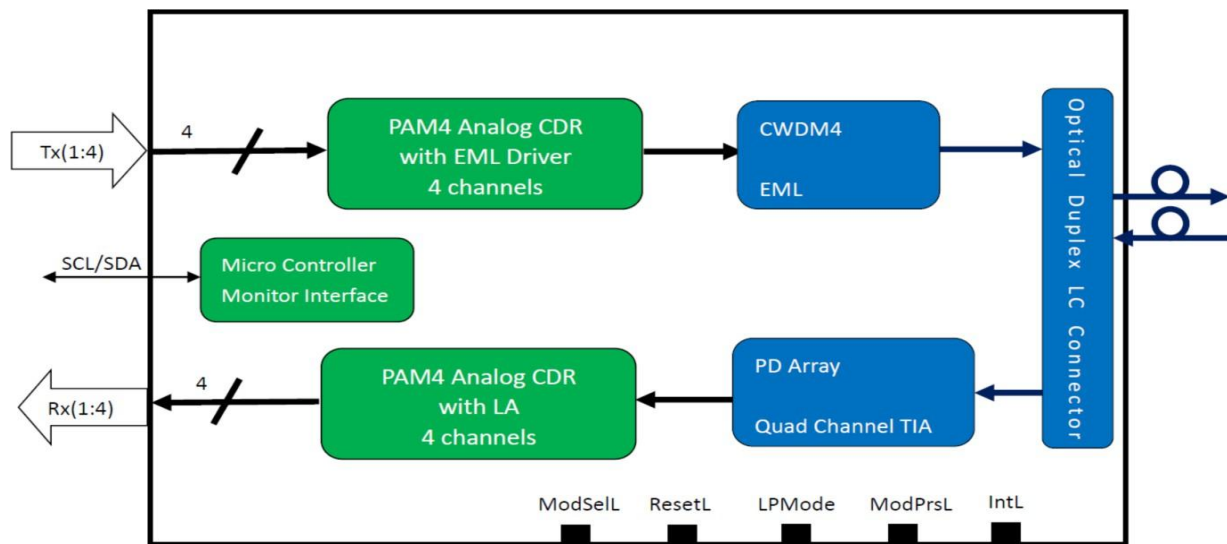 4
PAM4 Analog CDR
with EML Driver
4 channels
CWDM4
EML
Tx(1:4)
Optical Duplex LC Connector
SCL/SDA
Micro Controller
Monitor Interface
4
PAM4 Analog CDR
with LA
4 channels
PD Array
Quad Channel TIA
Rx(1:4)
ModSelL
ResetL
LPMode
ModPrsL
IntL